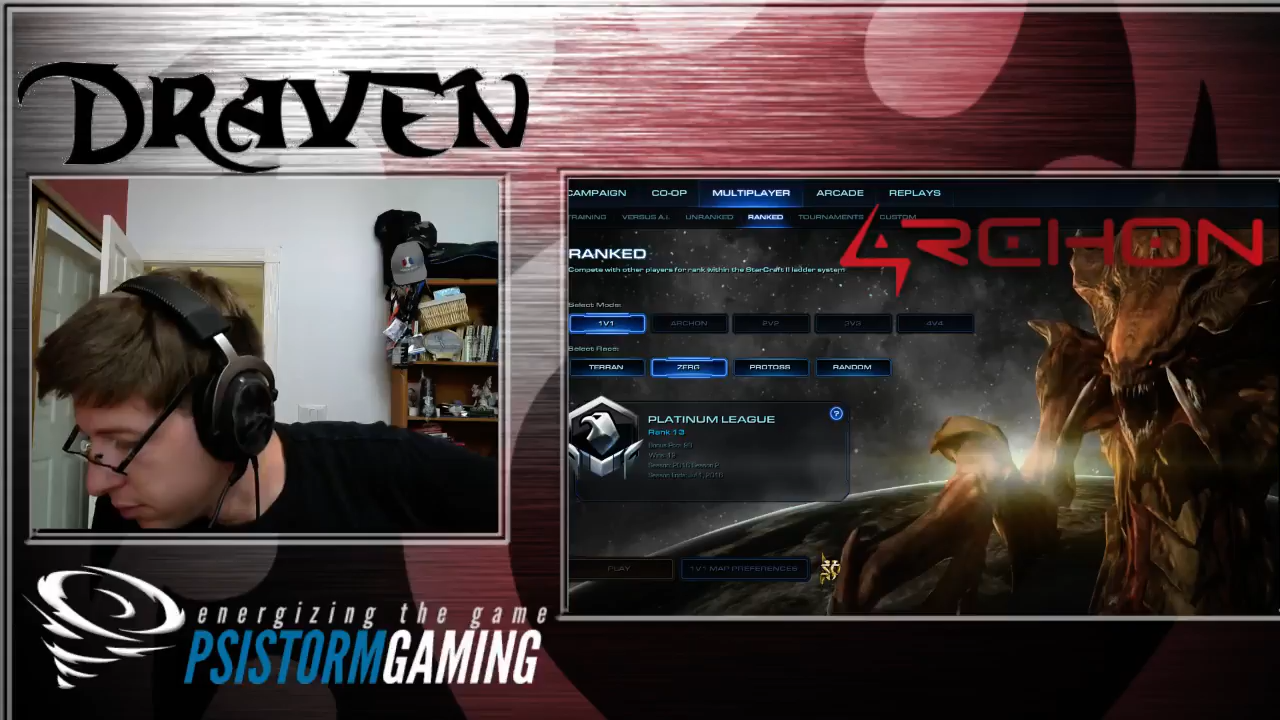 DRAVEN
CAMPAIGN CO-OP MULTIPLAYER ARCADE REPLAYS
TRAINING VERSUS A.I. UNRANKED RANKED TOURNAMENTS CUSTOM
ARCHON
RANKED
Compete with other players for rank within the StarCraft II ladder system
Select Mode:
1V1 ARCHON 2V2 3V3 4V4
Select Race:
TERRAN ZERG PROTOSS RANDOM
PLATINUM LEAGUE
?
Rank 13
PLAY 1V1 MAP PREFERENCES
energizing the game
PSISTORMGAMING